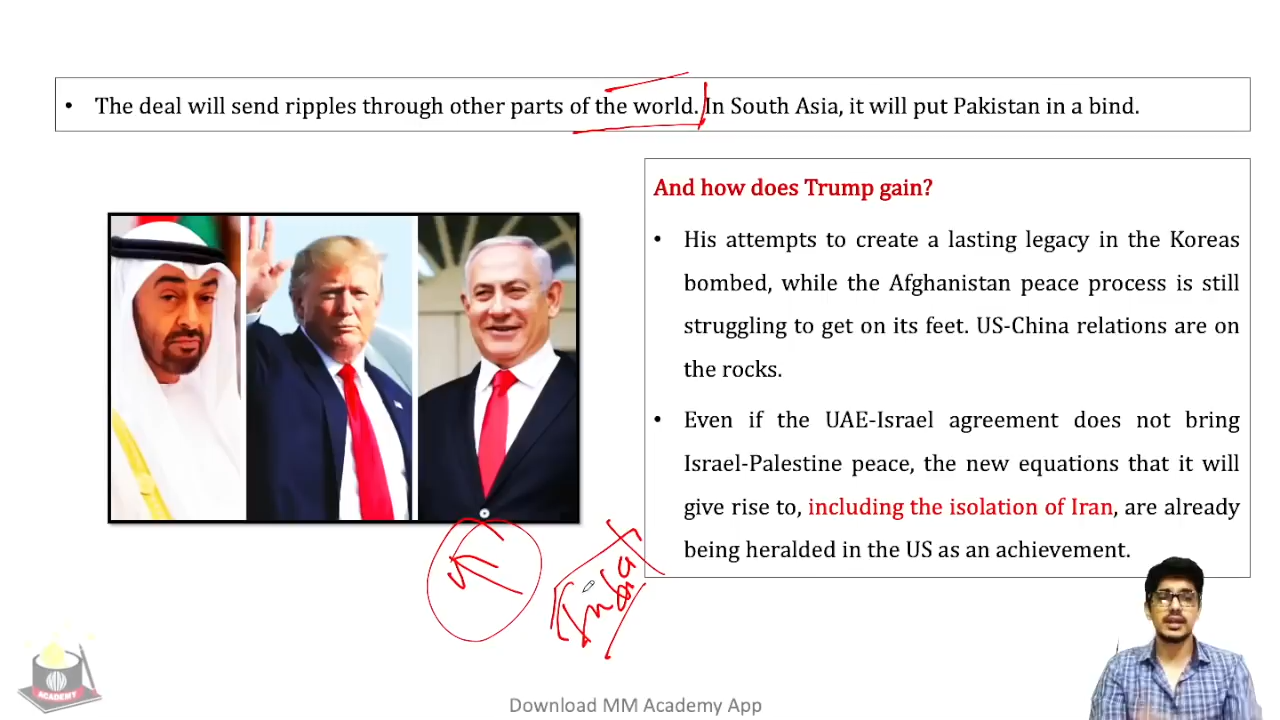 • The deal will send ripples through other parts of the world. In South Asia, it will put Pakistan in a bind.
And how does Trump gain?
• His attempts to create a lasting legacy in the Koreas
bombed, while the Afghanistan peace process is still
struggling to get on its feet. US-China relations are on
the rocks.
• Even if the UAE-Israel agreement does not bring
Israel-Palestine peace, the new equations that it will
give rise to, including the isolation of Iran, are already
being heralded in the US as an achievement.
India
MM
ACADEMY
Download MM Academy App